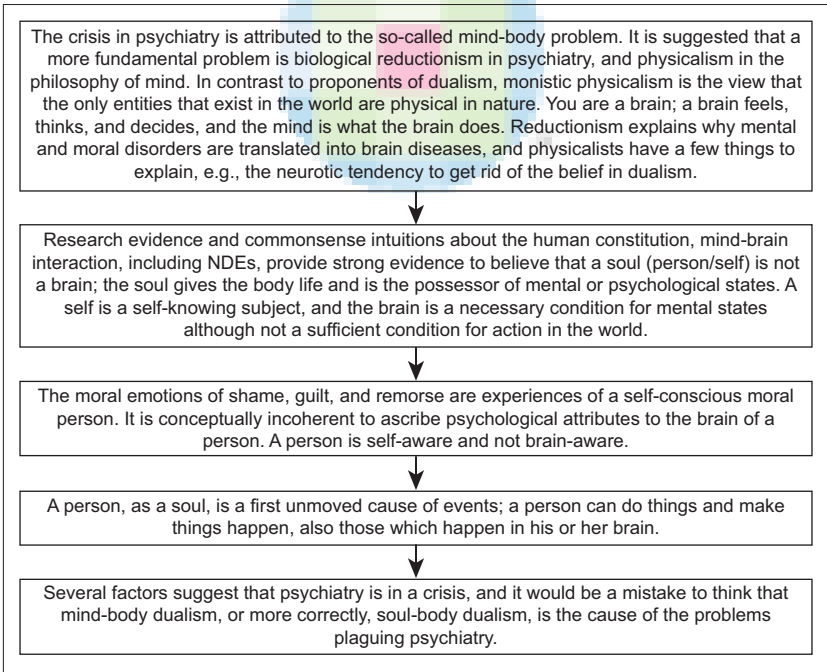 The crisis in psychiatry is attributed to the so-called mind-body problem. It is suggested that a
more fundamental problem is biological reductionism in psychiatry, and physicalism in the
philosophy of mind. In contrast to proponents of dualism, monistic physicalism is the view that
the only entities that exist in the world are physical in nature. You are a brain; a brain feels,
thinks, and decides, and the mind is what the brain does. Reductionism explains why mental
and moral disorders are translated into brain diseases, and physicalists have a few things to
explain, e.g., the neurotic tendency to get rid of the belief in dualism.
Research evidence and commonsense intuitions about the human constitution, mind-brain
interaction, including NDEs, provide strong evidence to believe that a soul (person/self) is not
a brain; the soul gives the body life and is the possessor of mental or psychological states. A
self is a self-knowing subject, and the brain is a necessary condition for mental states
although not a sufficient condition for action in the world.
The moral emotions of shame, guilt, and remorse are experiences of a self-conscious moral
person. It is conceptually incoherent to ascribe psychological attributes to the brain of a
person. A person is self-aware and not brain-aware.
A person, as a soul, is a first unmoved cause of events; a person can do things and make
things happen, also those which happen in his or her brain.
Several factors suggest that psychiatry is in a crisis, and it would be a mistake to think that
mind-body dualism, or more correctly, soul-body dualism, is the cause of the problems
plaguing psychiatry.